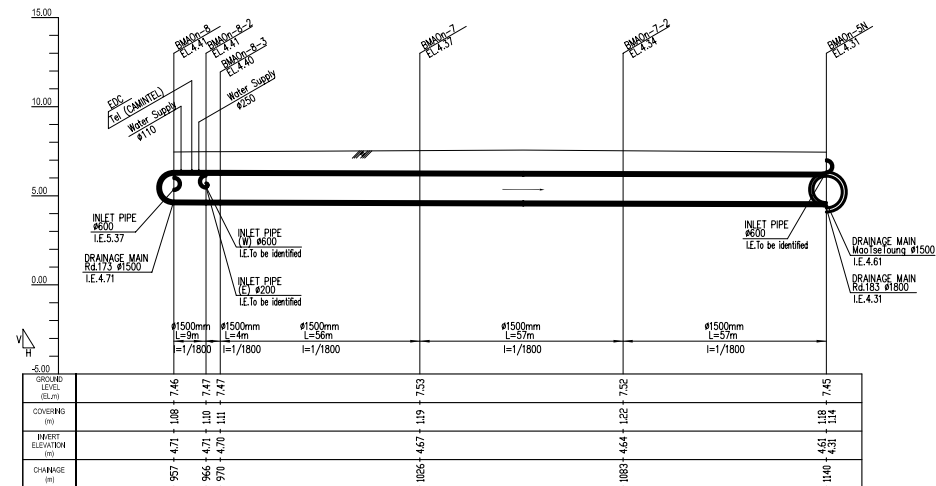 15.00
10.00
5.00
0.00
-5.00
BMAOn-8
EL.4.41
BMAOn-8-2
EL.4.41
BMAOn-8-3
EL.4.40
BMAOn-7
EL.4.37
BMAOn-7-2
EL.4.34
BMAOn-5N
EL.4.31
EDC
Tel (CAMINTEL)
Water Supply
ø110
Water Supply
ø250
INLET PIPE
ø600
I.E.5.37
DRAINAGE MAIN
Rd.173 ø1500
I.E.4.71
INLET PIPE
(W) ø600
I.E.To be identified
INLET PIPE
(E) ø200
I.E.To be identified
INLET PIPE
ø600
I.E.To be identified
DRAINAGE MAIN
MaoTseToung ø1500
I.E.4.61
DRAINAGE MAIN
Rd.183 ø1800
I.E.4.31
V
H
ø1500mm
L=9m
I=1/1800
ø1500mm
L=4m
I=1/1800
ø1500mm
L=56m
I=1/1800
ø1500mm
L=57m
I=1/1800
ø1500mm
L=57m
I=1/1800
GROUND
LEVEL
(EL.m)
7.46 7.47 7.47 7.53 7.52 7.45
COVERING
(m)
1.08 1.10 1.11 1.19 1.22 1.18 1.14
INVERT
ELEVATION
(m)
4.71 4.71 4.70 4.67 4.64 4.61 4.31
CHAINAGE
(m)
957 966 970 1026 1083 1140